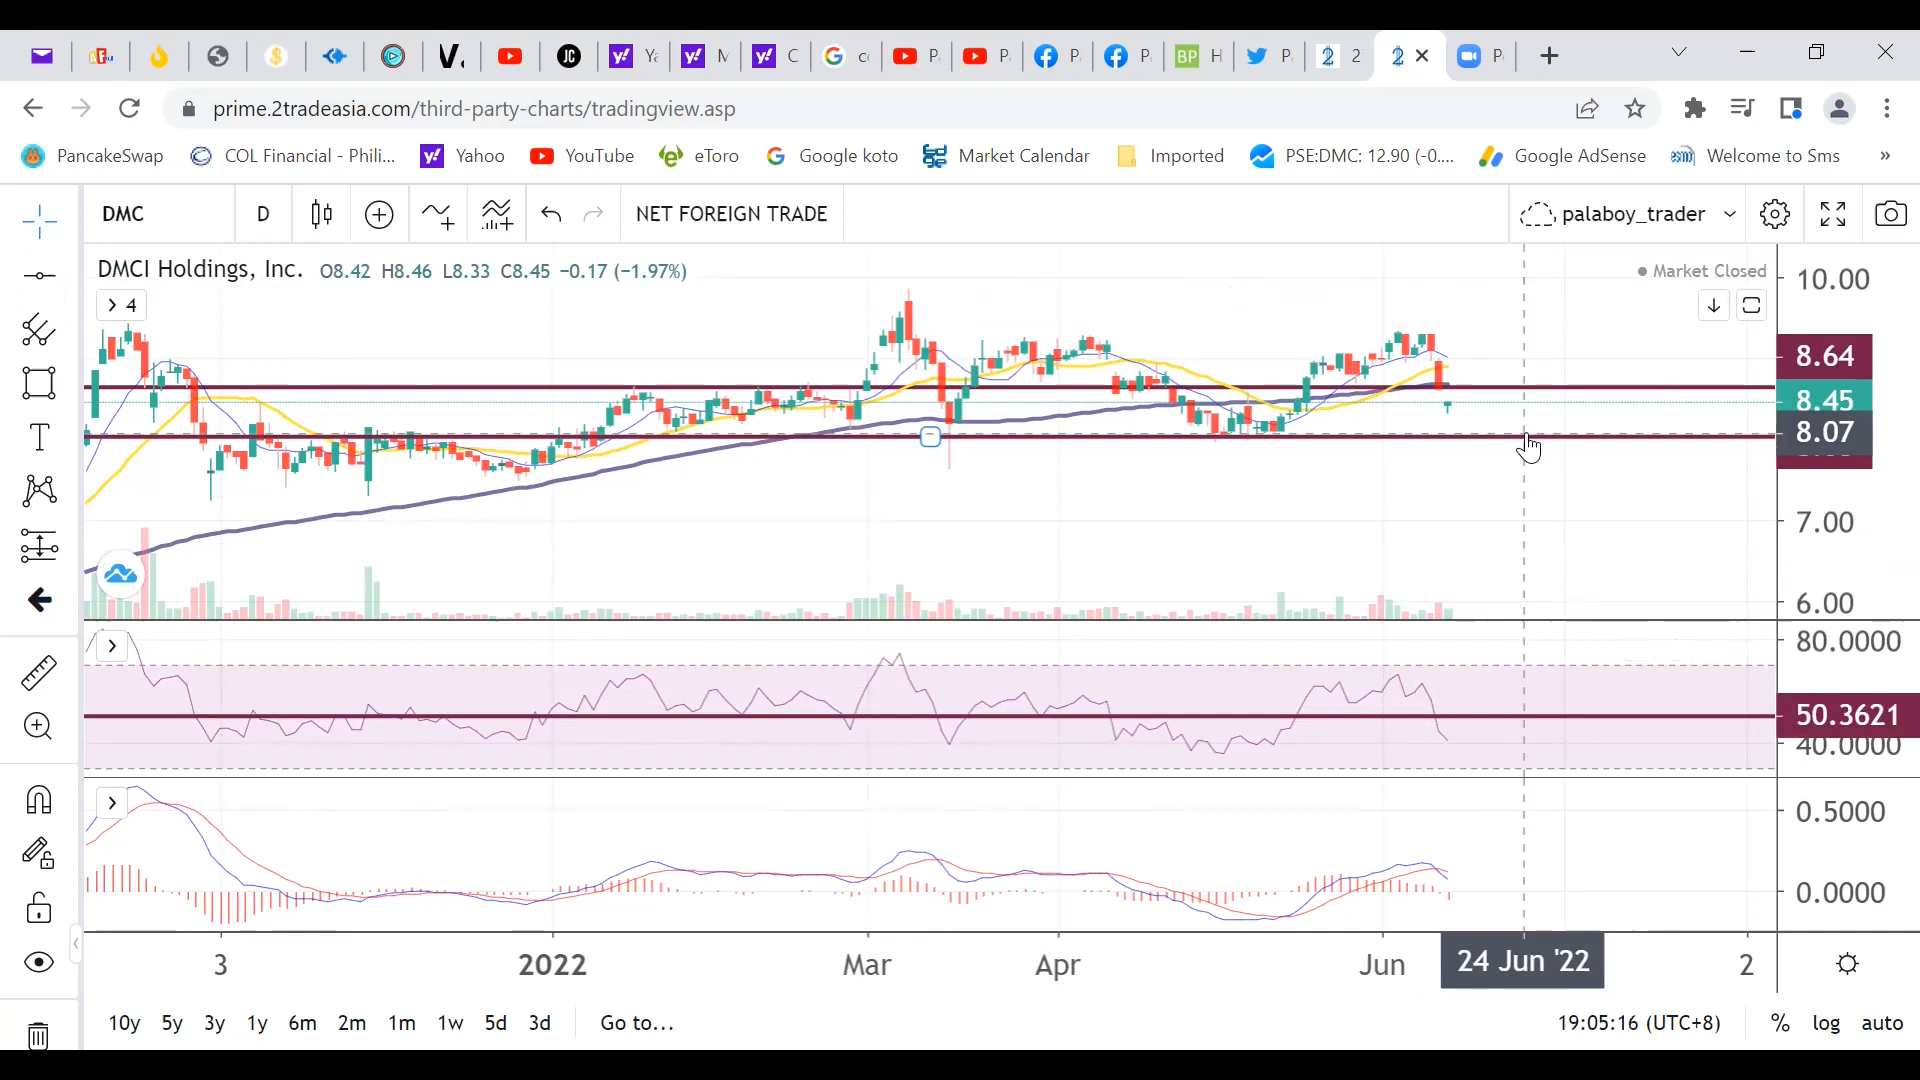 Ya
M
C
co
P
P
P
P
BP H
P
2
P
prime.2tradeasia.com/third-party-charts/tradingview.asp
PancakeSwap
COL Financial - Phili...
Yahoo
YouTube
eToro
Google koto
Market Calendar
Imported
PSE:DMC: 12.90 (-0....
Google AdSense
Welcome to Sms
»
DMC
D
NET FOREIGN TRADE
palaboy_trader
DMCI Holdings, Inc. O8.42 H8.46 L8.33 C8.45 −0.17 (−1.97%)
Market Closed
4
10.00
8.64
8.45
8.07
7.00
6.00
80.0000
50.3621
40.0000
0.5000
0.0000
3
2022
Mar
Apr
Jun
24 Jun '22
2
10y 5y 3y 1y 6m 2m 1m 1w 5d 3d Go to...
19:05:16 (UTC+8) % log auto